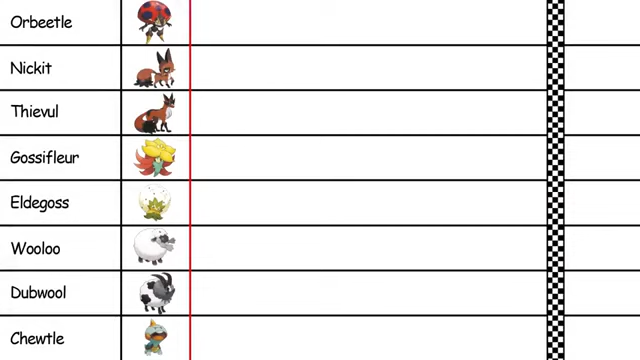 Orbeetle
Nickit
Thievul
Gossifleur
Eldegoss
Wooloo
Dubwool
Chewtle